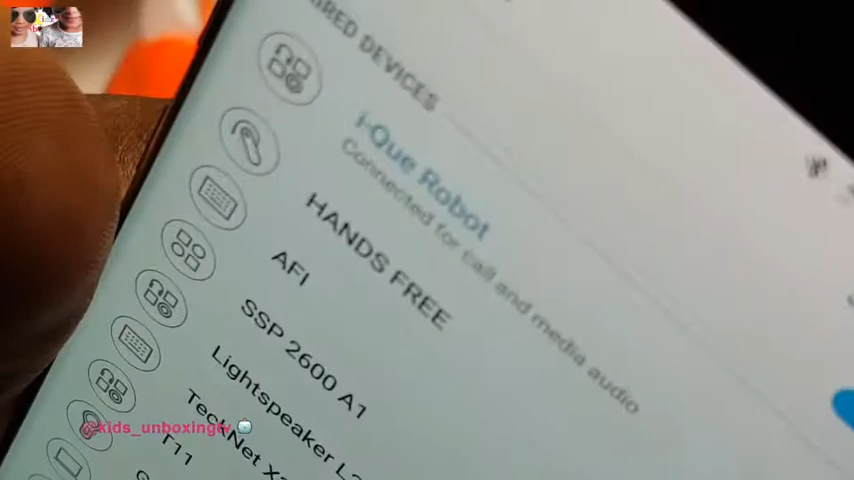 DEVICES
i-Que Robot
Connected for call and media audio
HANDS FREE
AFI
SSP 2600 A1
Lightspeaker
TeckNet
T11
@kids_unboxingtv